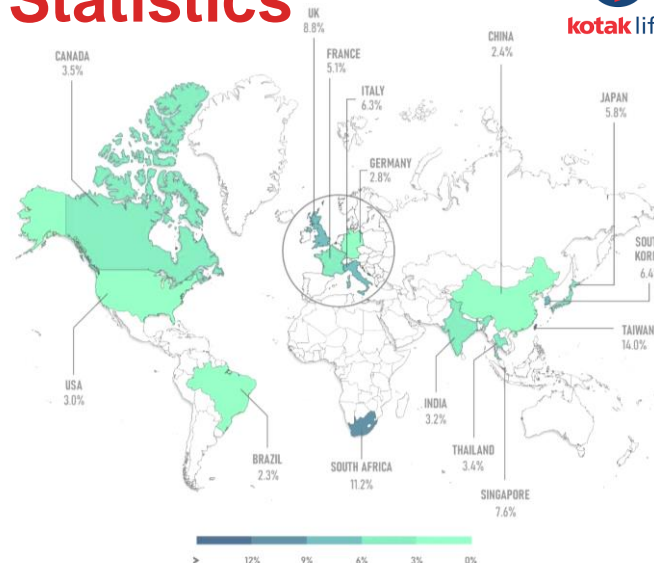 Statistics
kotak life
UK
8.8%
CANADA
3.5%
FRANCE
5.1%
CHINA
2.4%
ITALY
6.3%
JAPAN
5.8%
GERMANY
2.8%
SOUT
KORE
6.4
TAIWAN
14.0%
USA
3.0%
INDIA
3.2%
BRAZIL
2.3%
SOUTH AFRICA
11.2%
THAILAND
3.4%
SINGAPORE
7.6%
> 12% 9% 6% 3% 0%